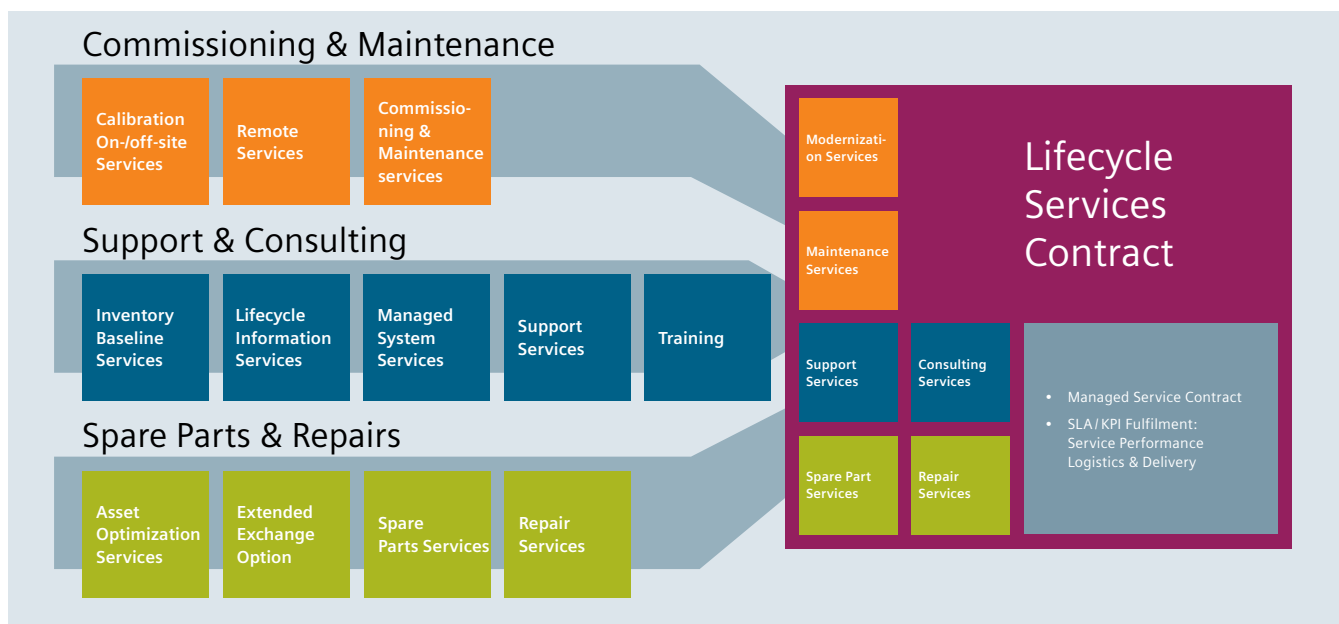 Commissioning & Maintenance
Calibration
On-/off-site
Services
Remote
Services
Commissio-
ning &
Maintenance
services
Support & Consulting
Inventory
Baseline
Services
Lifecycle
Information
Services
Managed
System
Services
Support
Services
Training
Spare Parts & Repairs
Asset
Optimization
Services
Extended
Exchange
Option
Spare
Parts Services
Repair
Services
Lifecycle
Services
Contract
Modernizati-
on Services
Maintenance
Services
Support
Services
Consulting
Services
Spare Part
Services
Repair
Services
• Managed Service Contract
• SLA/KPI Fulfilment:
Service Performance
Logistics & Delivery